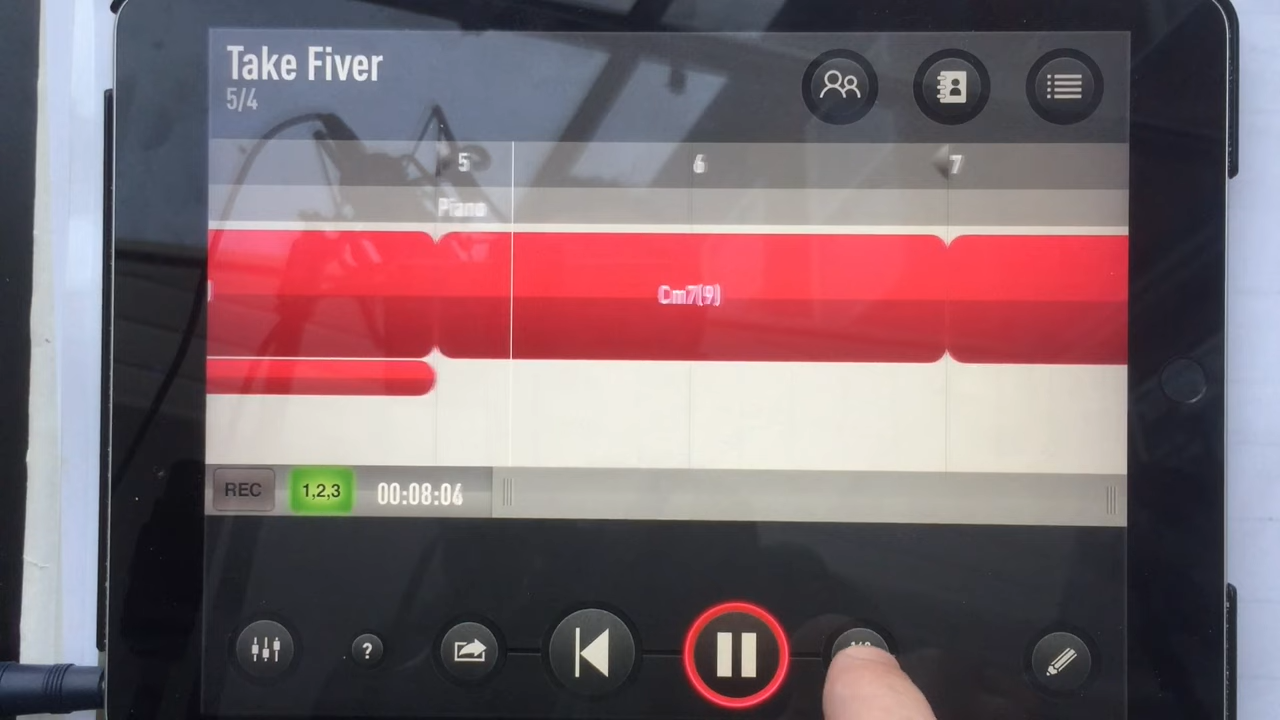 Take Fiver
5/4
5
6
7
Piano
Cm7(9)
REC
1,2,3
00:08:04
?